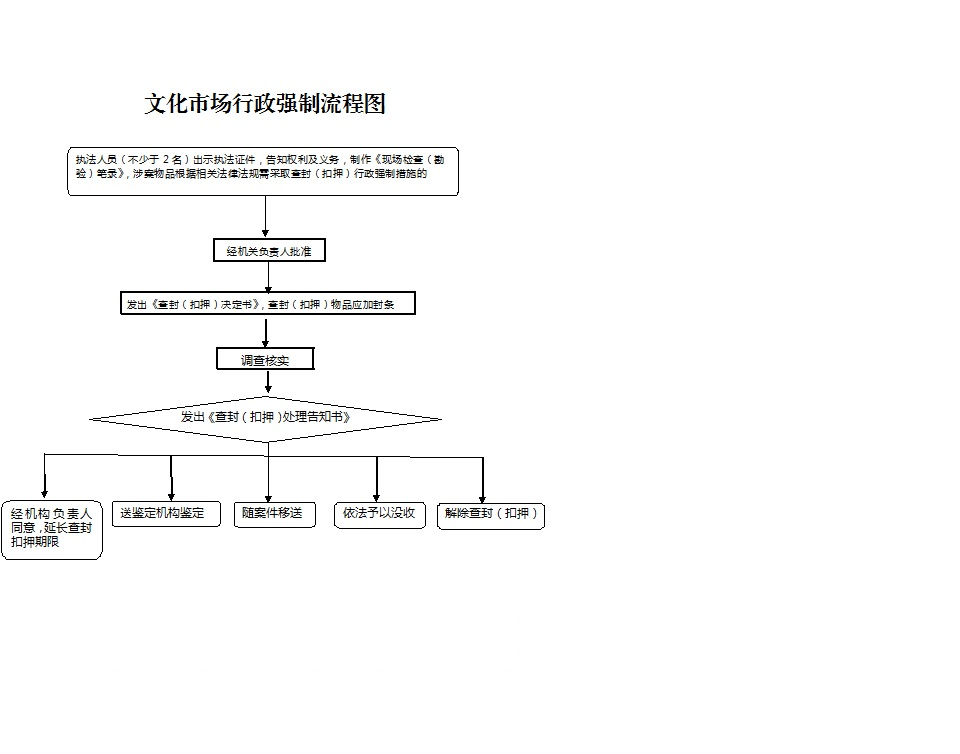 文化市场行政强制流程图
执法人员（不少于 2 名）出示执法证件，告知权利及义务，制作《现场检查（勘
验）笔录》，涉案物品根据相关法律法规需采取查封（扣押）行政强制措施的
经机关负责人批准
发出《查封（扣押）决定书》，查封（扣押）物品应加封条
调查核实
发出《查封（扣押）处理告知书》
经机构负责人
同意，延长查封
扣押期限
送鉴定机构鉴定
随案件移送
依法予以没收
解除查封（扣押）